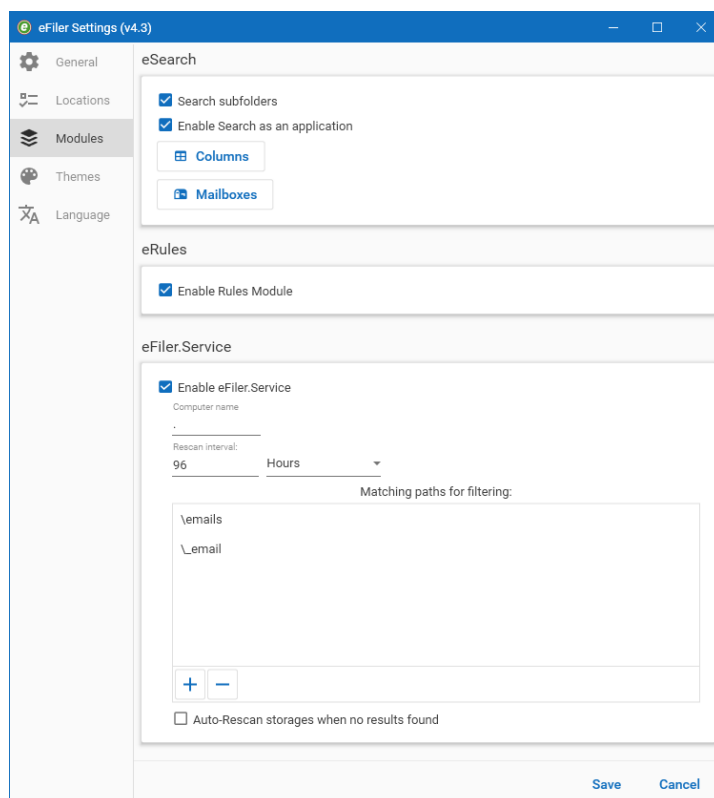 eFiler Settings (v4.3)
General
Locations
Modules
Themes
Language
eSearch
Search subfolders
Enable Search as an application
Columns
Mailboxes
eRules
Enable Rules Module
eFiler.Service
Enable eFiler.Service
Computer name
.
Rescan interval:
96 Hours
Matching paths for filtering:
\emails
\_email
Auto-Rescan storages when no results found
Save Cancel